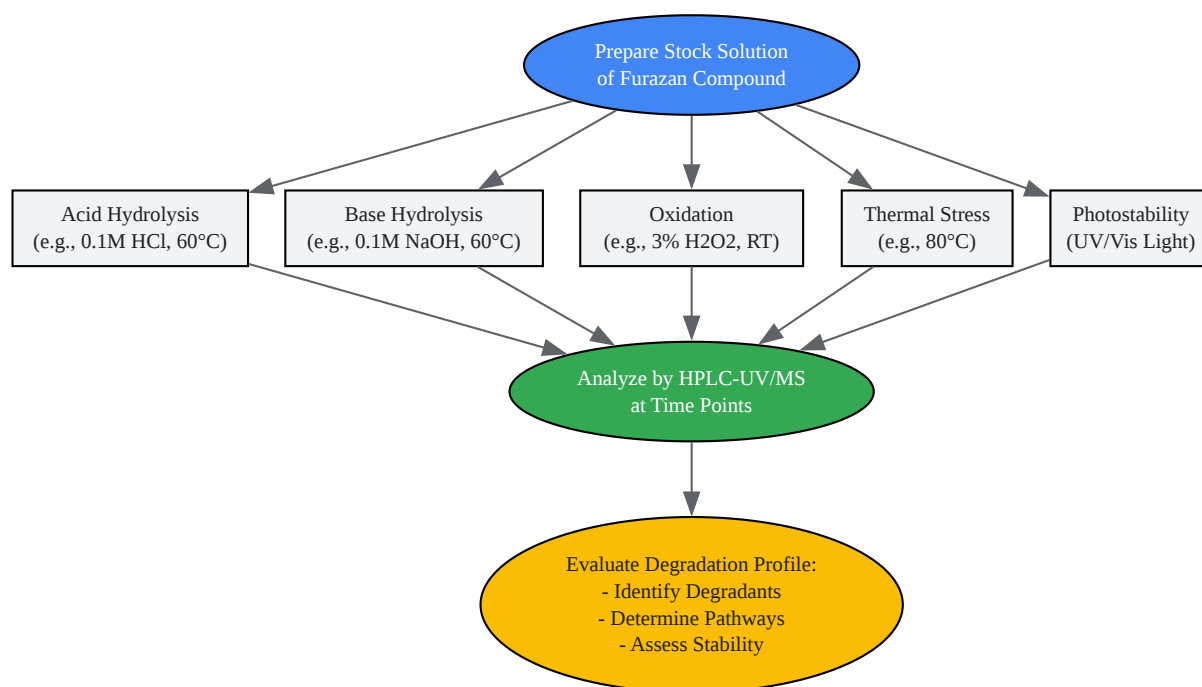 Prepare Stock Solution
of Furazan Compound
Acid Hydrolysis
(e.g., 0.1M HCl, 60°C)
Base Hydrolysis
(e.g., 0.1M NaOH, 60°C)
Oxidation
(e.g., 3% H2O2, RT)
Thermal Stress
(e.g., 80°C)
Photostability
(UV/Vis Light)
Analyze by HPLC-UV/MS
at Time Points
Evaluate Degradation Profile:
- Identify Degradants
- Determine Pathways
- Assess Stability